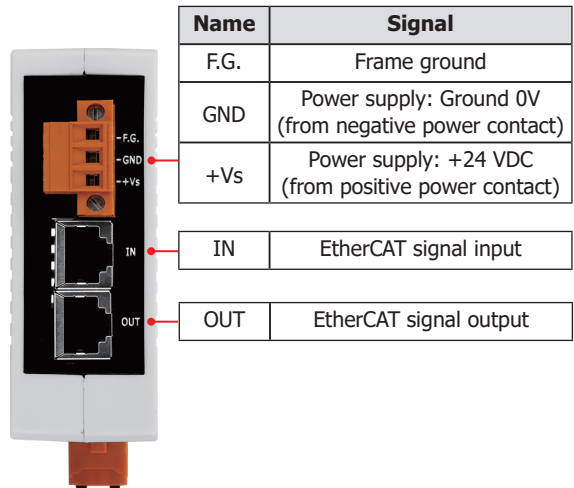 Name Signal
F.G. Frame ground
GND Power supply: Ground 0V
(from negative power contact)
+Vs Power supply: +24 VDC
(from positive power contact)
IN EtherCAT signal input
OUT EtherCAT signal output
F.G.
GND
+Vs
IN
OUT